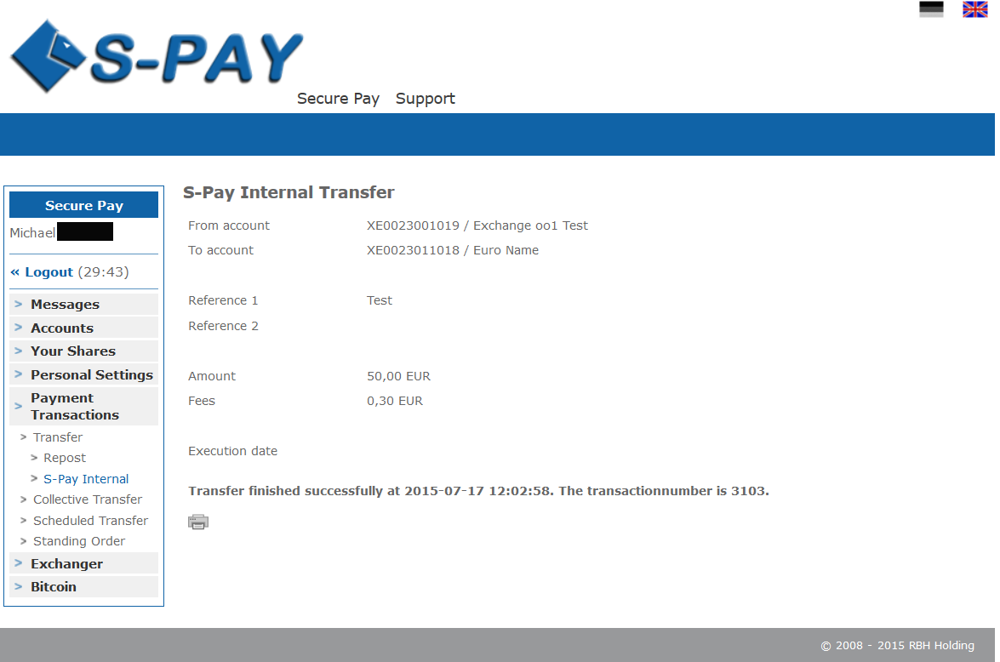 S-PAY
Secure Pay Support
Secure Pay
Michael
« Logout (29:43)
> Messages
> Accounts
> Your Shares
> Personal Settings
> Payment
Transactions
> Transfer
> Repost
> S-Pay Internal
> Collective Transfer
> Scheduled Transfer
> Standing Order
> Exchanger
> Bitcoin
S-Pay Internal Transfer
From account XE0023001019 / Exchange oo1 Test
To account XE0023011018 / Euro Name
Reference 1 Test
Reference 2
Amount 50,00 EUR
Fees 0,30 EUR
Execution date
Transfer finished successfully at 2015-07-17 12:02:58. The transactionnumber is 3103.
© 2008 - 2015 RBH Holding